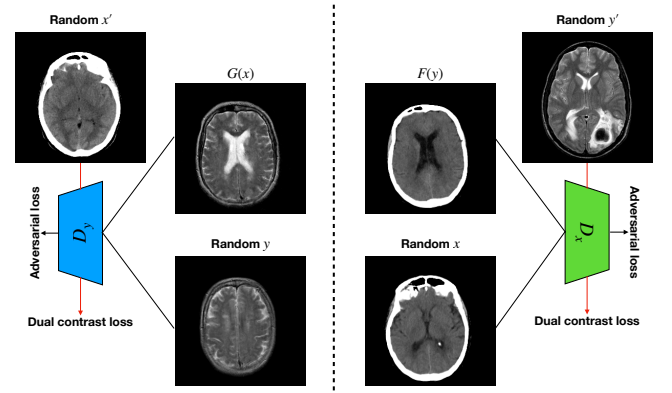 Random x′
G(x)
Adversarial loss
D_y
Random y
Dual contrast loss
Random y′
F(y)
D_x
Adversarial loss
Random x
Dual contrast loss